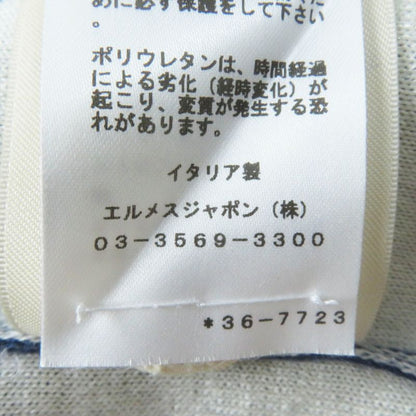 めに必ず保護をして下さい
。
ポリウレタンは、時間経過
による劣化（経時変化）が
起こり、変質が発生する恐
れがあります。
イタリア製
エルメスジャポン（株）
03-3569-3300
*36-7723